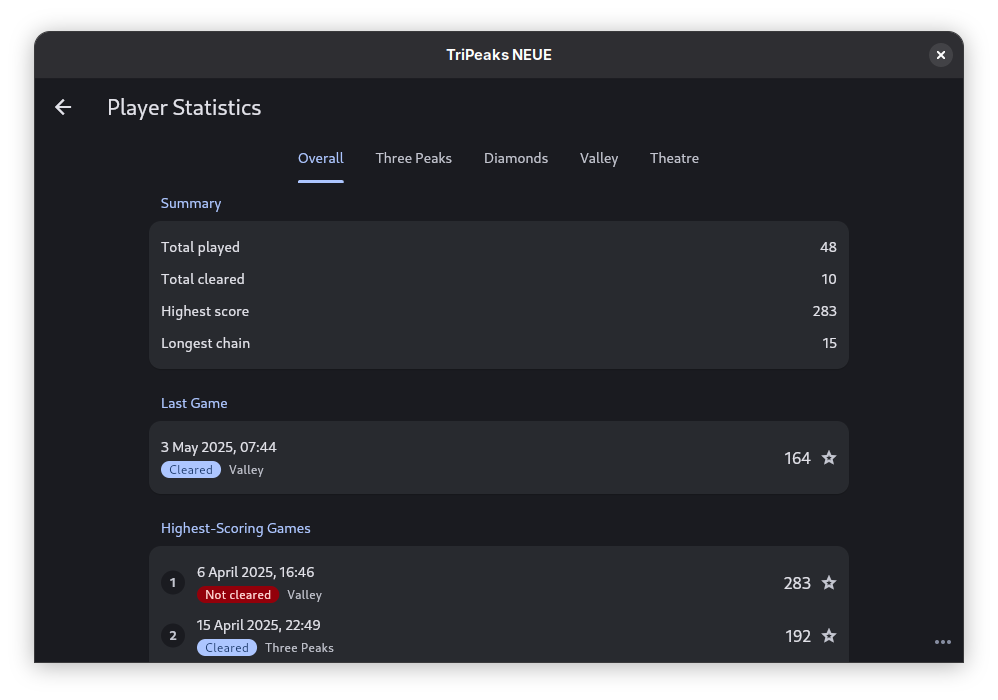 TriPeaks NEUE
Player Statistics
Overall Three Peaks Diamonds Valley Theatre
Summary
Total played 48
Total cleared 10
Highest score 283
Longest chain 15
Last Game
3 May 2025, 07:44
Cleared Valley
164
Highest-Scoring Games
1
6 April 2025, 16:46
Not cleared Valley
283
2
15 April 2025, 22:49
Cleared Three Peaks
192